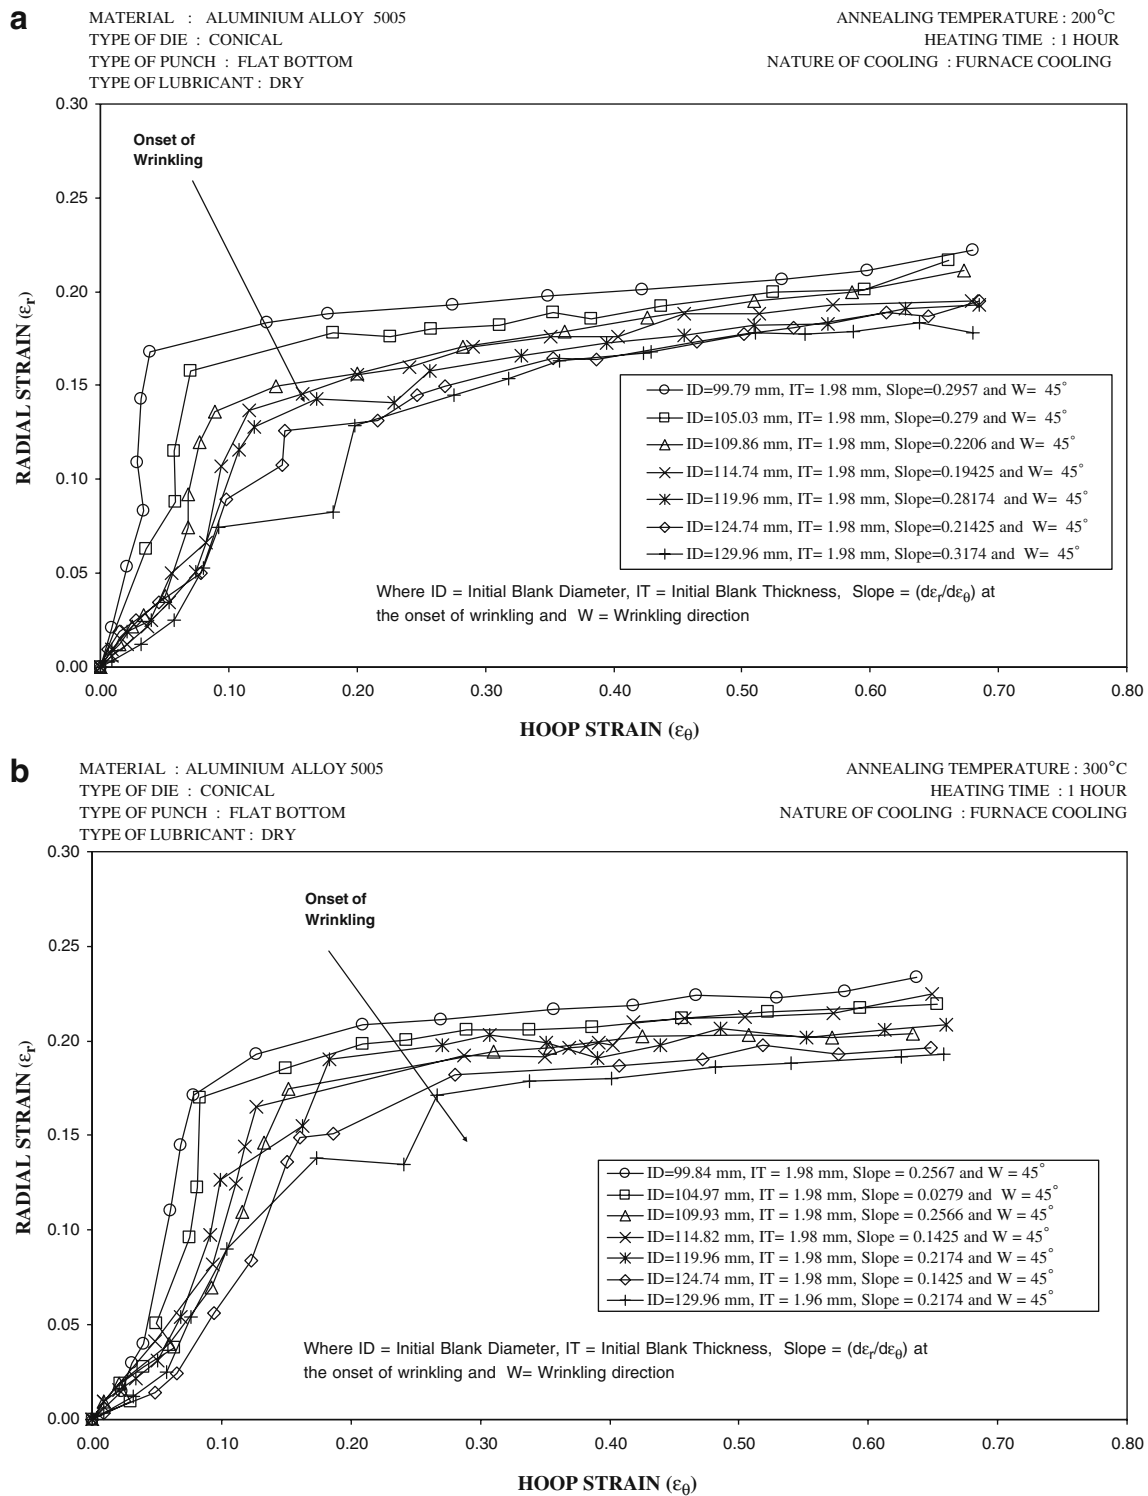 a
MATERIAL : ALUMINIUM ALLOY 5005
TYPE OF DIE : CONICAL
TYPE OF PUNCH : FLAT BOTTOM
TYPE OF LUBRICANT : DRY
ANNEALING TEMPERATURE : 200°C
HEATING TIME : 1 HOUR
NATURE OF COOLING : FURNACE COOLING
0.30
0.25
0.20
0.15
0.10
0.05
0.00
RADIAL STRAIN (εr)
Onset of
Wrinkling
ID=99.79 mm, IT= 1.98 mm, Slope=0.2957 and W= 45°
ID=105.03 mm, IT= 1.98 mm, Slope=0.279 and W= 45°
ID=109.86 mm, IT= 1.98 mm, Slope=0.2206 and W= 45°
ID=114.74 mm, IT= 1.98 mm, Slope=0.19425 and W= 45°
ID=119.96 mm, IT= 1.98 mm, Slope=0.28174 and W= 45°
ID=124.74 mm, IT= 1.98 mm, Slope=0.21425 and W= 45°
ID=129.96 mm, IT= 1.98 mm, Slope=0.3174 and W= 45°
Where ID = Initial Blank Diameter, IT = Initial Blank Thickness, Slope = (dεr/dεθ) at
the onset of wrinkling and W = Wrinkling direction
0.00 0.10 0.20 0.30 0.40 0.50 0.60 0.70 0.80
HOOP STRAIN (εθ)
b
MATERIAL : ALUMINIUM ALLOY 5005
TYPE OF DIE : CONICAL
TYPE OF PUNCH : FLAT BOTTOM
TYPE OF LUBRICANT : DRY
ANNEALING TEMPERATURE : 300°C
HEATING TIME : 1 HOUR
NATURE OF COOLING : FURNACE COOLING
0.30
0.25
0.20
0.15
0.10
0.05
0.00
RADIAL STRAIN (εr)
Onset of
Wrinkling
ID=99.84 mm, IT = 1.98 mm, Slope = 0.2567 and W = 45°
ID=104.97 mm, IT = 1.98 mm, Slope = 0.0279 and W = 45°
ID=109.93 mm, IT = 1.98 mm, Slope = 0.2566 and W = 45°
ID=114.82 mm, IT= 1.98 mm, Slope = 0.1425 and W = 45°
ID=119.96 mm, IT = 1.98 mm, Slope = 0.2174 and W = 45°
ID=124.74 mm, IT = 1.98 mm, Slope = 0.1425 and W = 45°
ID=129.96 mm, IT = 1.96 mm, Slope = 0.2174 and W = 45°
Where ID = Initial Blank Diameter, IT = Initial Blank Thickness, Slope = (dεr/dεθ) at
the onset of wrinkling and W= Wrinkling direction
0.00 0.10 0.20 0.30 0.40 0.50 0.60 0.70 0.80
HOOP STRAIN (εθ)